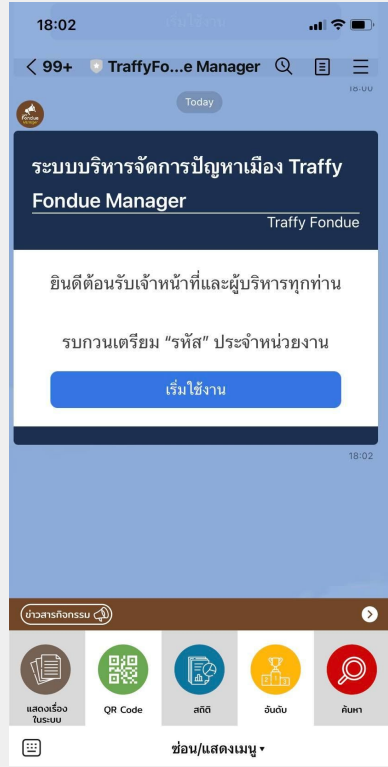 18:02
99+ TraffyFo...e Manager
Today
18:00
Fondue
Manager
ระบบบริหารจัดการปัญหาเมือง Traffy
Fondue Manager
Traffy Fondue
ยินดีต้อนรับเจ้าหน้าที่และผู้บริหารทุกท่าน
รบกวนเตรียม “รหัส” ประจำหน่วยงาน
เริ่มใช้งาน
18:02
ข่าวสารกิจกรรม
แสดงเรื่อง
ในระบบ
QR Code
สถิติ
อันดับ
ค้นหา
ซ่อน/แสดงเมนู